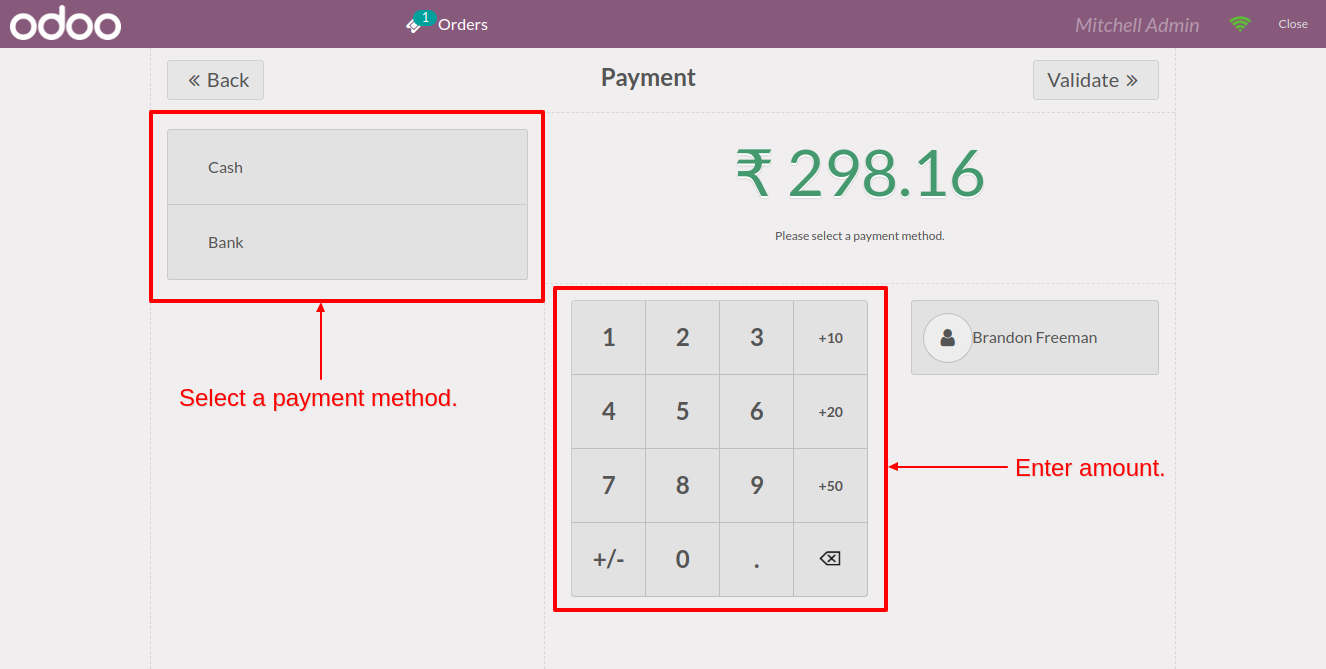 odoo
1
Orders
Mitchell Admin
Close
« Back
Payment
Validate »
Cash
Bank
₹ 298.16
Please select a payment method.
Select a payment method.
1 2 3 +10
4 5 6 +20
7 8 9 +50
+/- 0 .
Brandon Freeman
Enter amount.